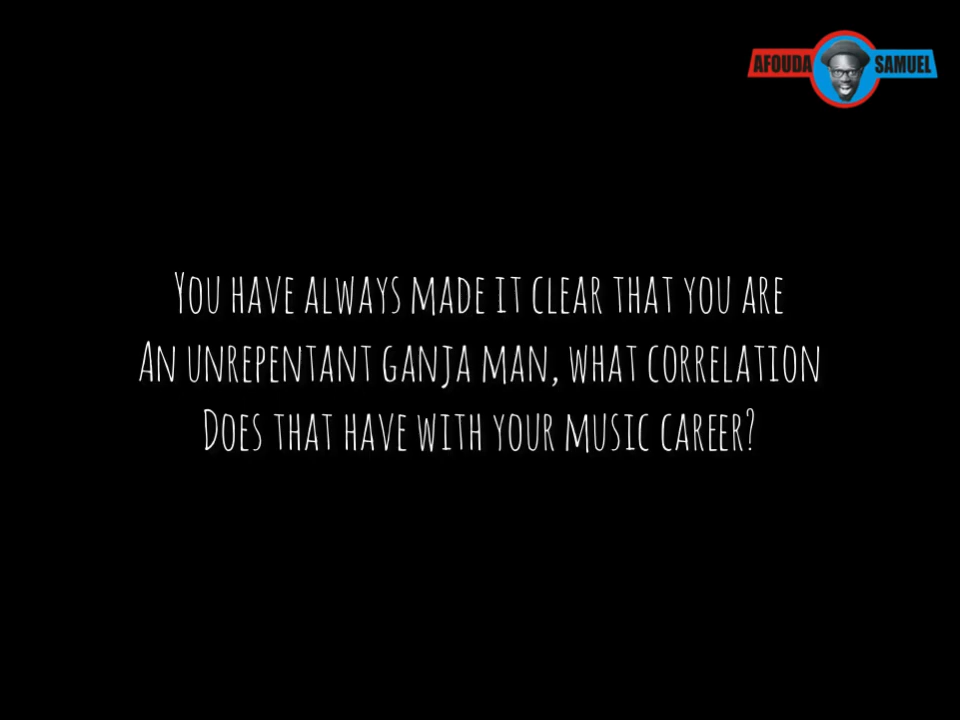 AFOUDA SAMUEL
You have always made it clear that you are
An unrepentant ganja man, what correlation
Does that have with your music career?